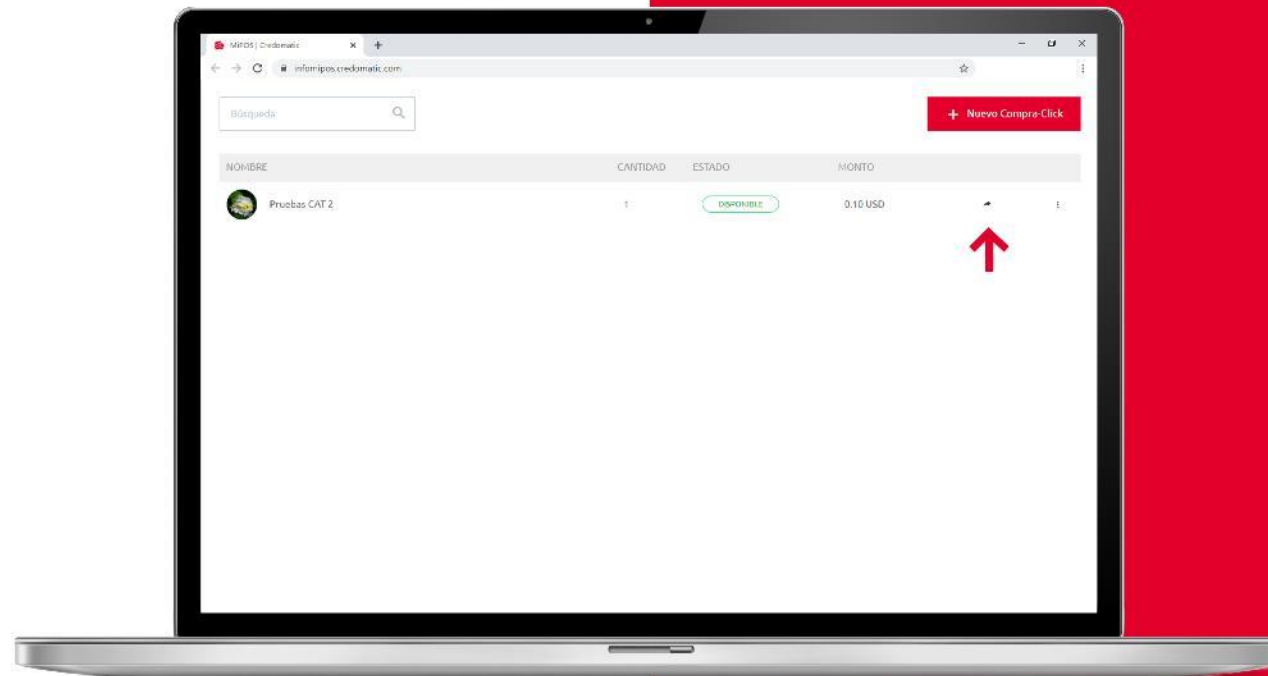 MiPOS | Credomatic
infomipos.credomatic.com
Búsqueda
+ Nuevo Compra-Click
NOMBRE CANTIDAD ESTADO MONTO
Pruebas CAT 2 1 DISPONIBLE 0.10 USD